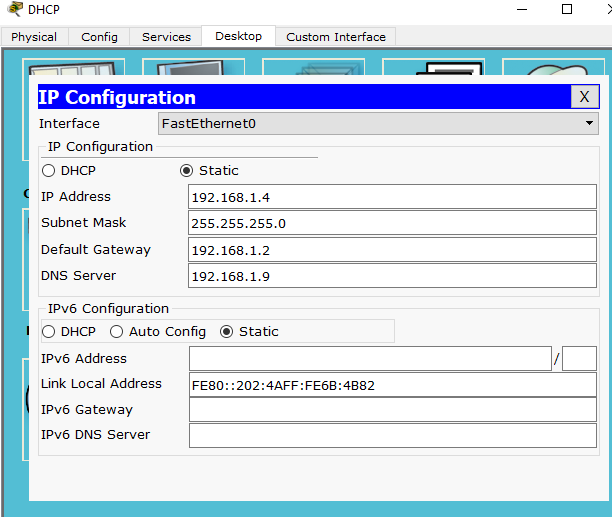 DHCP
Physical Config Services Desktop Custom Interface
IP Configuration X
Interface FastEthernet0
IP Configuration
DHCP Static
IP Address 192.168.1.4
Subnet Mask 255.255.255.0
Default Gateway 192.168.1.2
DNS Server 192.168.1.9
IPv6 Configuration
DHCP Auto Config Static
IPv6 Address /
Link Local Address FE80::202:4AFF:FE6B:4B82
IPv6 Gateway
IPv6 DNS Server